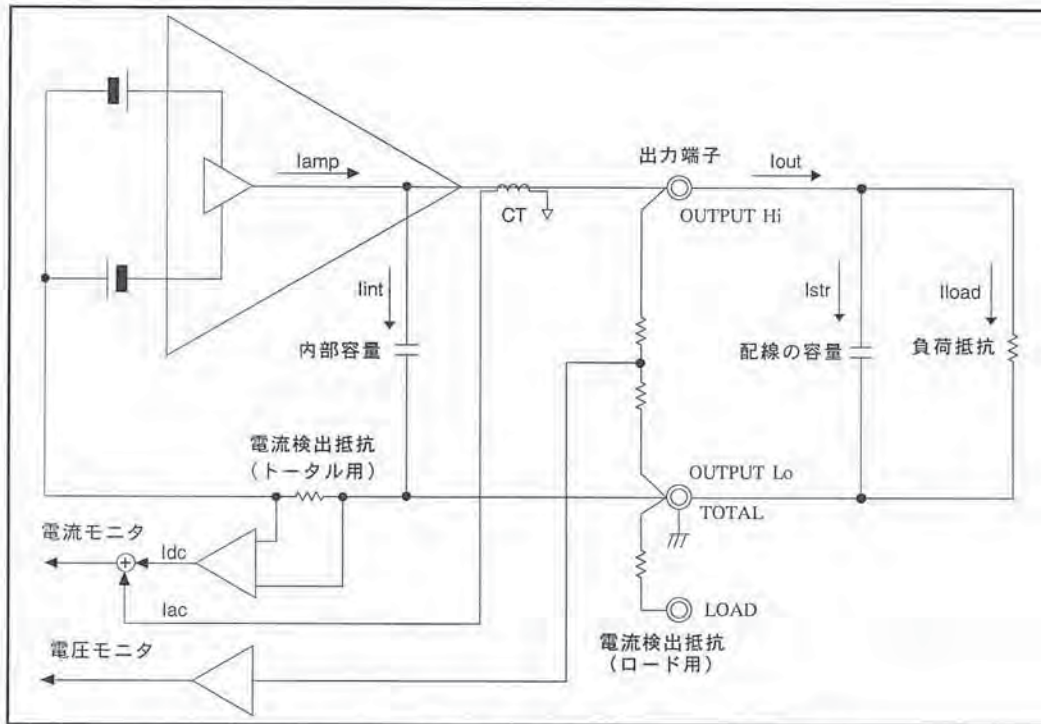 Iamp
出力端子
Iout
CT
OUTPUT Hi
Iint
Istr
Iload
内部容量
配線の容量
負荷抵抗
電流検出抵抗
(トータル用)
OUTPUT Lo
TOTAL
電流モニタ
Idc
Iac
LOAD
電流検出抵抗
(ロード用)
電圧モニタ